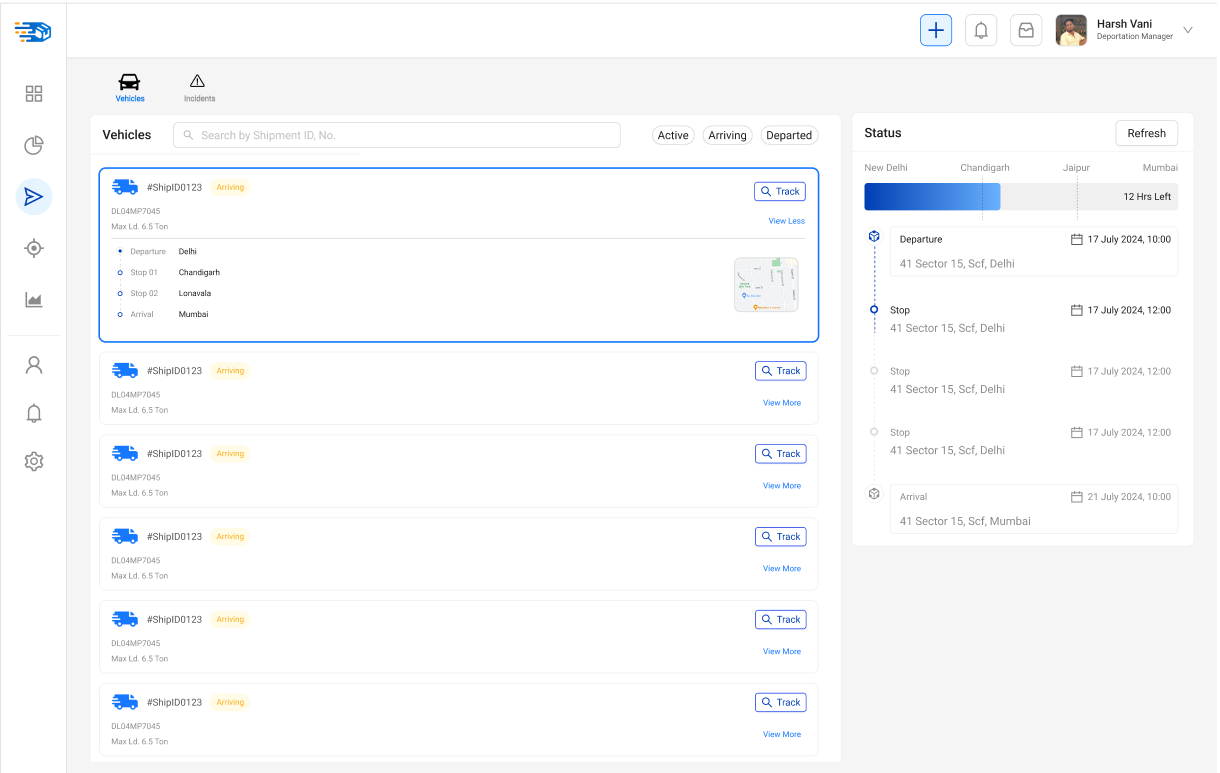 Harsh Vani
Deportation Manager
Vehicles
Incidents
Vehicles
Search by Shipment ID, No.
Active
Arriving
Departed
#ShipID0123
Arriving
Track
DL04MP7045
Max Ld. 6.5 Ton
View Less
Departure Delhi
Stop 01 Chandigarh
Stop 02 Lonavala
Arrival Mumbai
#ShipID0123
Arriving
Track
DL04MP7045
Max Ld. 6.5 Ton
View More
#ShipID0123
Arriving
Track
DL04MP7045
Max Ld. 6.5 Ton
View More
#ShipID0123
Arriving
Track
DL04MP7045
Max Ld. 6.5 Ton
View More
#ShipID0123
Arriving
Track
DL04MP7045
Max Ld. 6.5 Ton
View More
#ShipID0123
Arriving
Track
DL04MP7045
Max Ld. 6.5 Ton
View More
Status
Refresh
New Delhi
Chandigarh
Jaipur
Mumbai
12 Hrs Left
Departure
17 July 2024, 10:00
41 Sector 15, Scf, Delhi
Stop
17 July 2024, 12:00
41 Sector 15, Scf, Delhi
Stop
17 July 2024, 12:00
41 Sector 15, Scf, Delhi
Stop
17 July 2024, 12:00
41 Sector 15, Scf, Delhi
Arrival
21 July 2024, 10:00
41 Sector 15, Scf, Mumbai